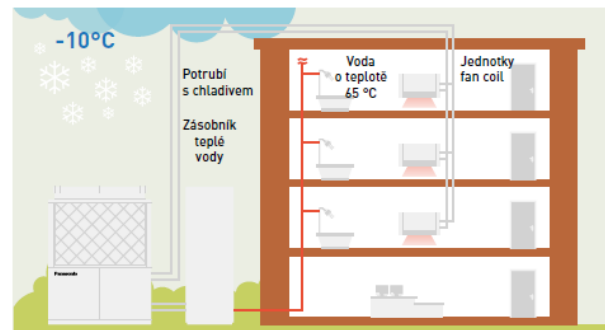 -10°C
Potrubí
s chladivem
Zásobník
teplé
vody
Voda
o teplotě
65 °C
Jednotky
fan coil
Panasonic